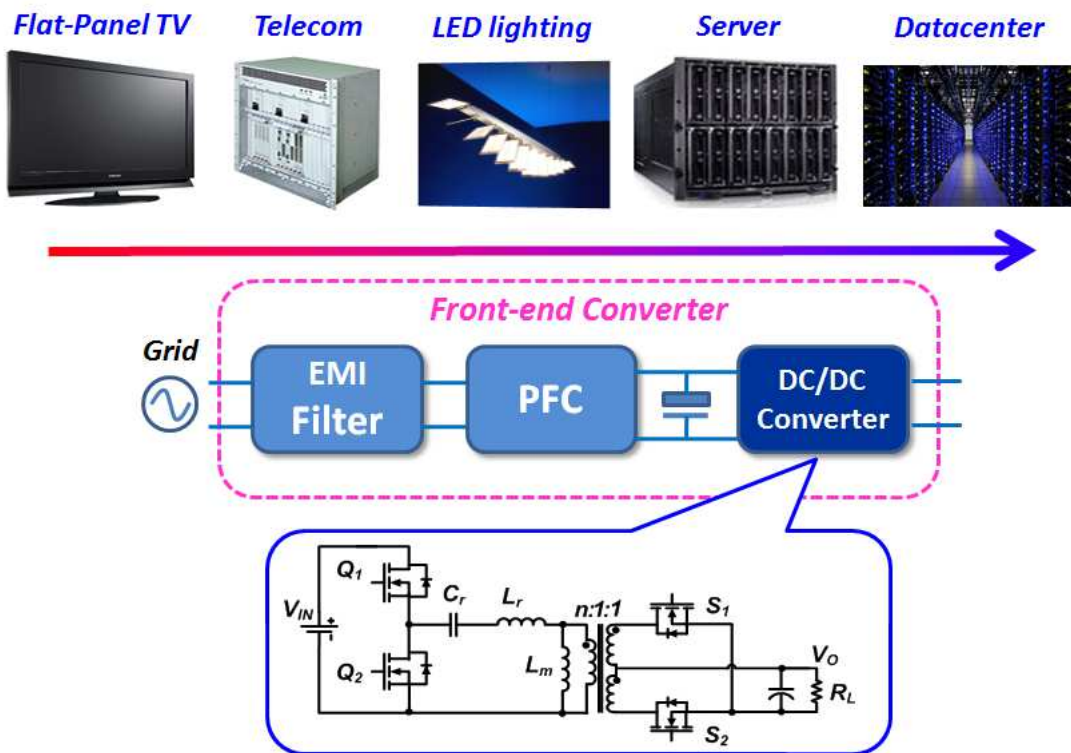 Flat-Panel TV
Telecom
LED lighting
Server
Datacenter
Front-end Converter
Grid
EMI
Filter
PFC
DC/DC
Converter
Q1
Cr
Lr
n:1:1
S1
VIN
Lm
Q2
VO
RL
S2